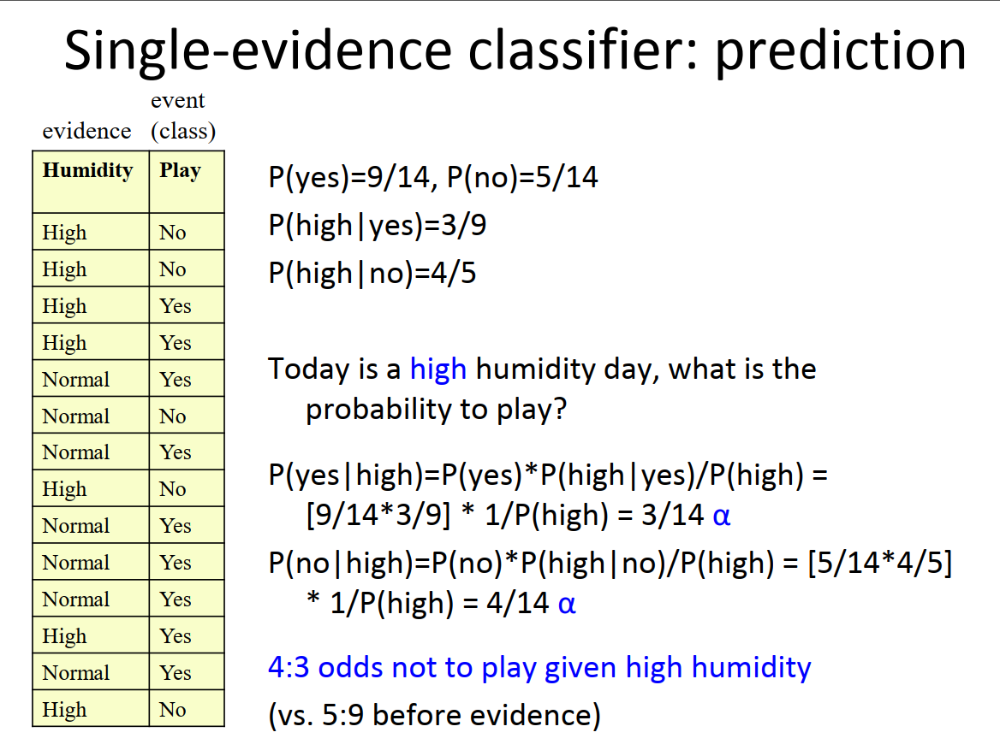 Single-evidence classifier: prediction
event
evidence (class)
Humidity Play
High No
High No
High Yes
High Yes
Normal Yes
Normal No
Normal Yes
High No
Normal Yes
Normal Yes
Normal Yes
High Yes
Normal Yes
High No
P(yes)=9/14, P(no)=5/14
P(high|yes)=3/9
P(high|no)=4/5
Today is a high humidity day, what is the
probability to play?
P(yes|high)=P(yes)*P(high|yes)/P(high) =
[9/14*3/9] * 1/P(high) = 3/14 α
P(no|high)=P(no)*P(high|no)/P(high) = [5/14*4/5]
* 1/P(high) = 4/14 α
4:3 odds not to play given high humidity
(vs. 5:9 before evidence)